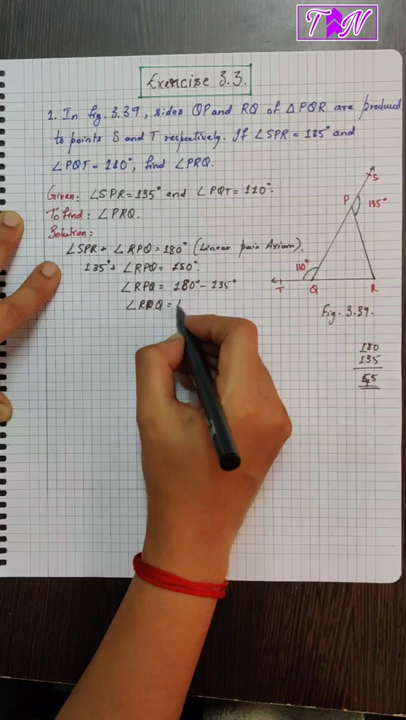 TN
Exercise 3.3.
1. In fig. 3.39, sides QP and RQ of △PQR are produced
to points S and T respectively. If ∠SPR = 135° and
∠PQT = 110°, find ∠PRQ.
Given: ∠SPR = 135° and ∠PQT = 110°.
To find: ∠PRQ.
Solution:
∠SPR + ∠RPQ = 180° (Linear pair Axiom).
135° + ∠RPQ = 180°.
∠RPQ = 180° - 135°
∠RPQ =
S
P
135°
110°
T
Q
R
Fig. 3.39.
180
135